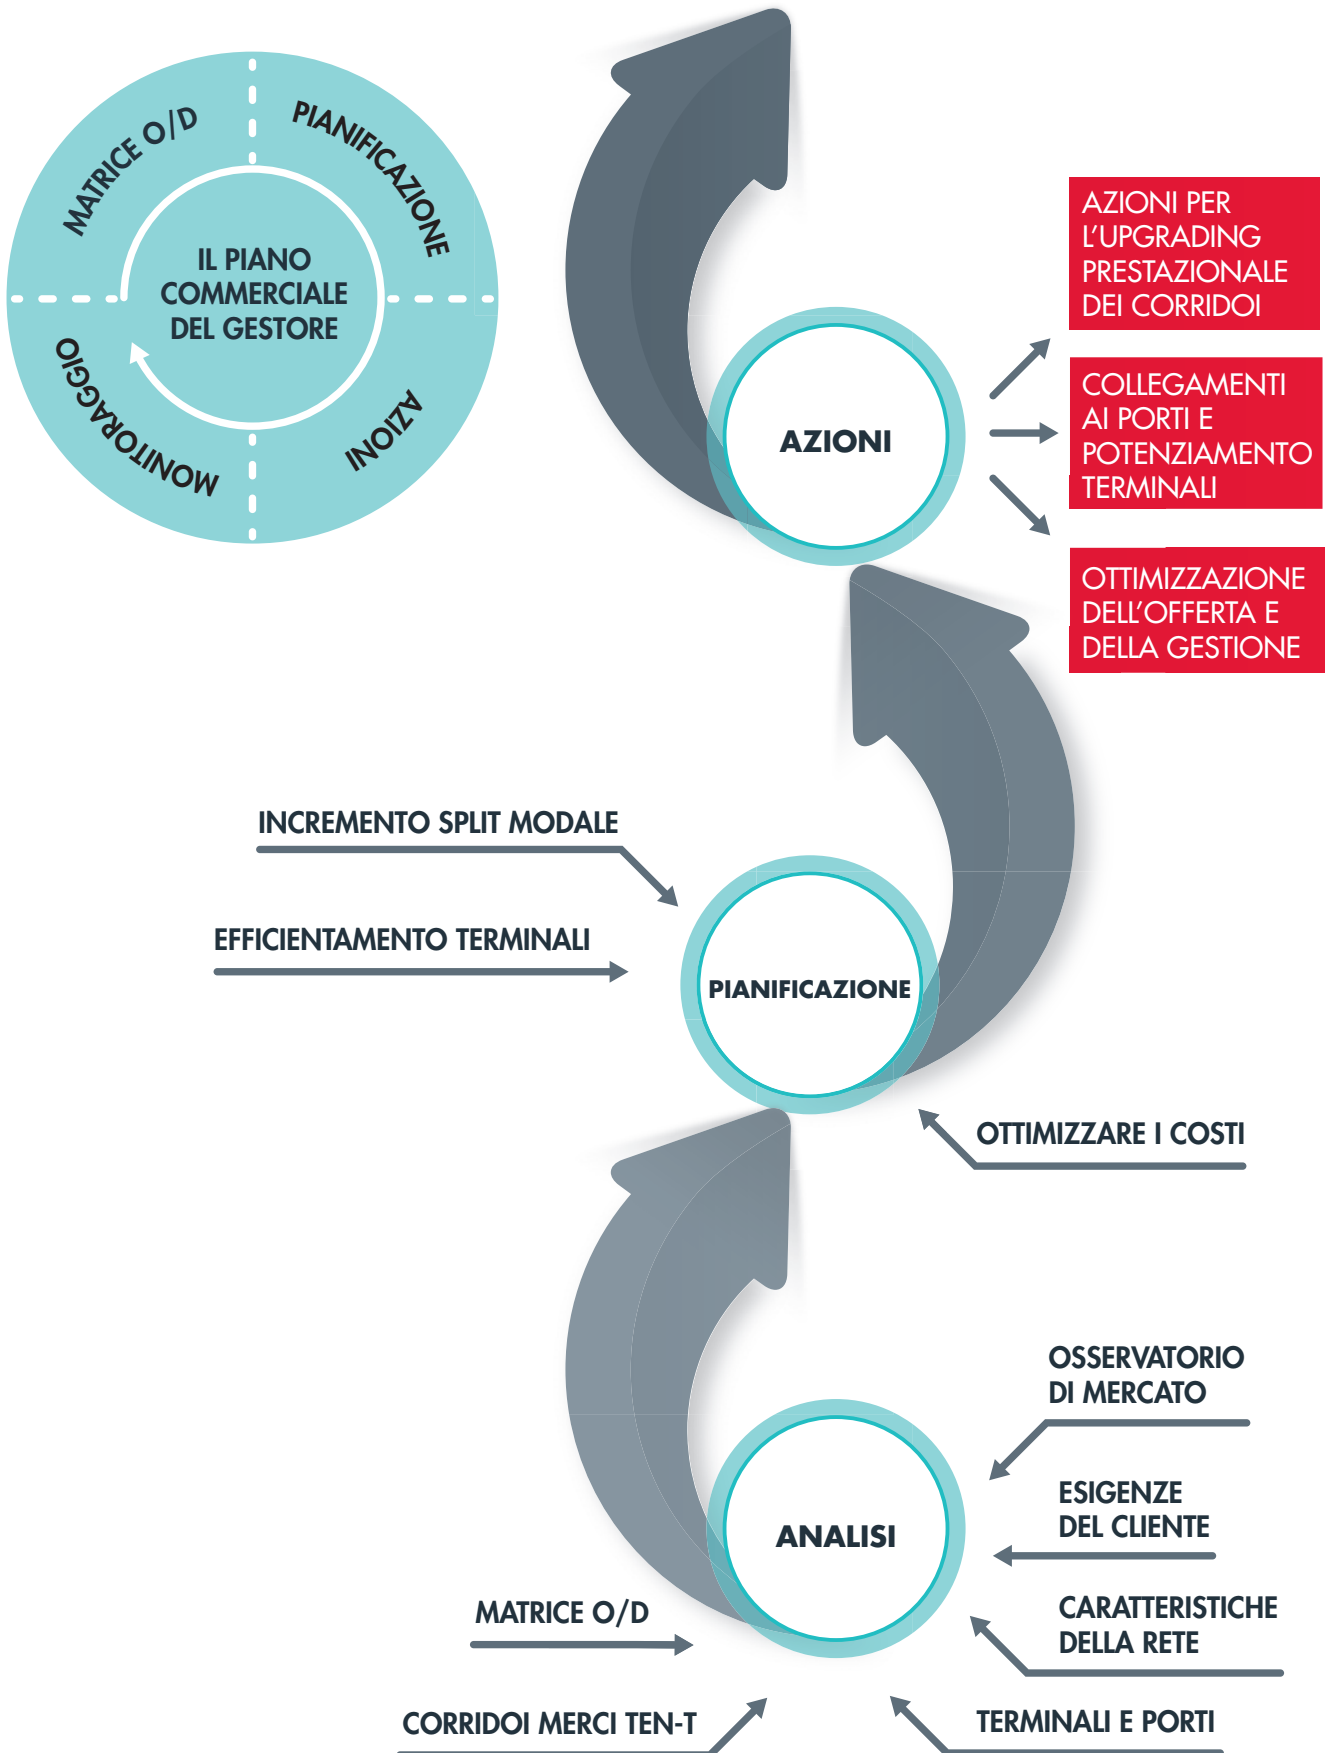 MATRICE O/D
PIANIFICAZIONE
AZIONI
MONITORAGGIO
IL PIANO
COMMERCIALE
DEL GESTORE
AZIONI PER
L'UPGRADING
PRESTAZIONALE
DEI CORRIDOI
COLLEGAMENTI
AI PORTI E
POTENZIAMENTO
TERMINALI
OTTIMIZZAZIONE
DELL'OFFERTA E
DELLA GESTIONE
AZIONI
INCREMENTO SPLIT MODALE
EFFICIENTAMENTO TERMINALI
PIANIFICAZIONE
OTTIMIZZARE I COSTI
OSSERVATORIO
DI MERCATO
ESIGENZE
DEL CLIENTE
ANALISI
CARATTERISTICHE
DELLA RETE
MATRICE O/D
CORRIDOI MERCI TEN-T
TERMINALI E PORTI